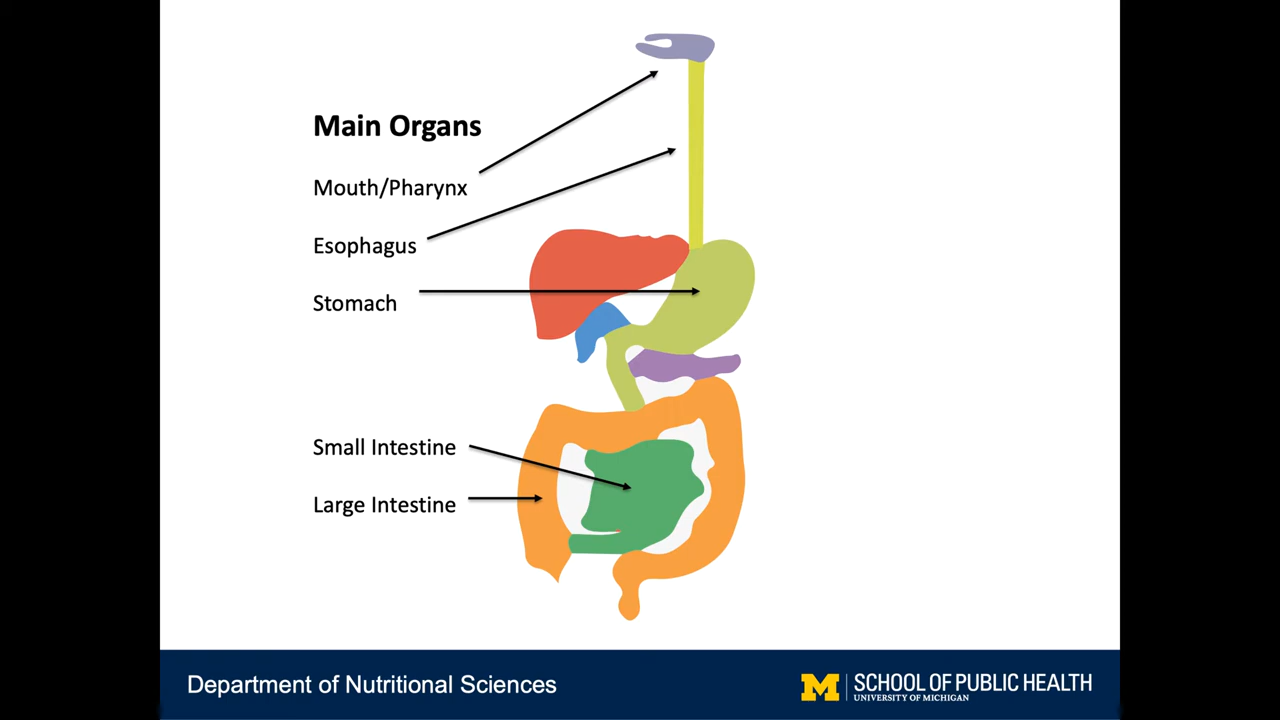 Main Organs
Mouth/Pharynx
Esophagus
Stomach
Small Intestine
Large Intestine
Department of Nutritional Sciences
M
SCHOOL OF PUBLIC HEALTH
UNIVERSITY OF MICHIGAN